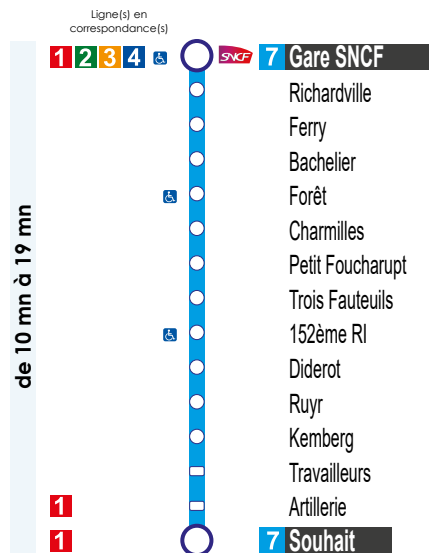 Ligne(s) en
correspondance(s)
1 2 3 4 SNCF 7 Gare SNCF
Richardville
Ferry
Bachelier
Forêt
Charmilles
Petit Foucharupt
Trois Fauteuils
152ème RI
Diderot
Ruyr
Kemberg
Travailleurs
1 Artillerie
1 7 Souhait
de 10 mn à 19 mn